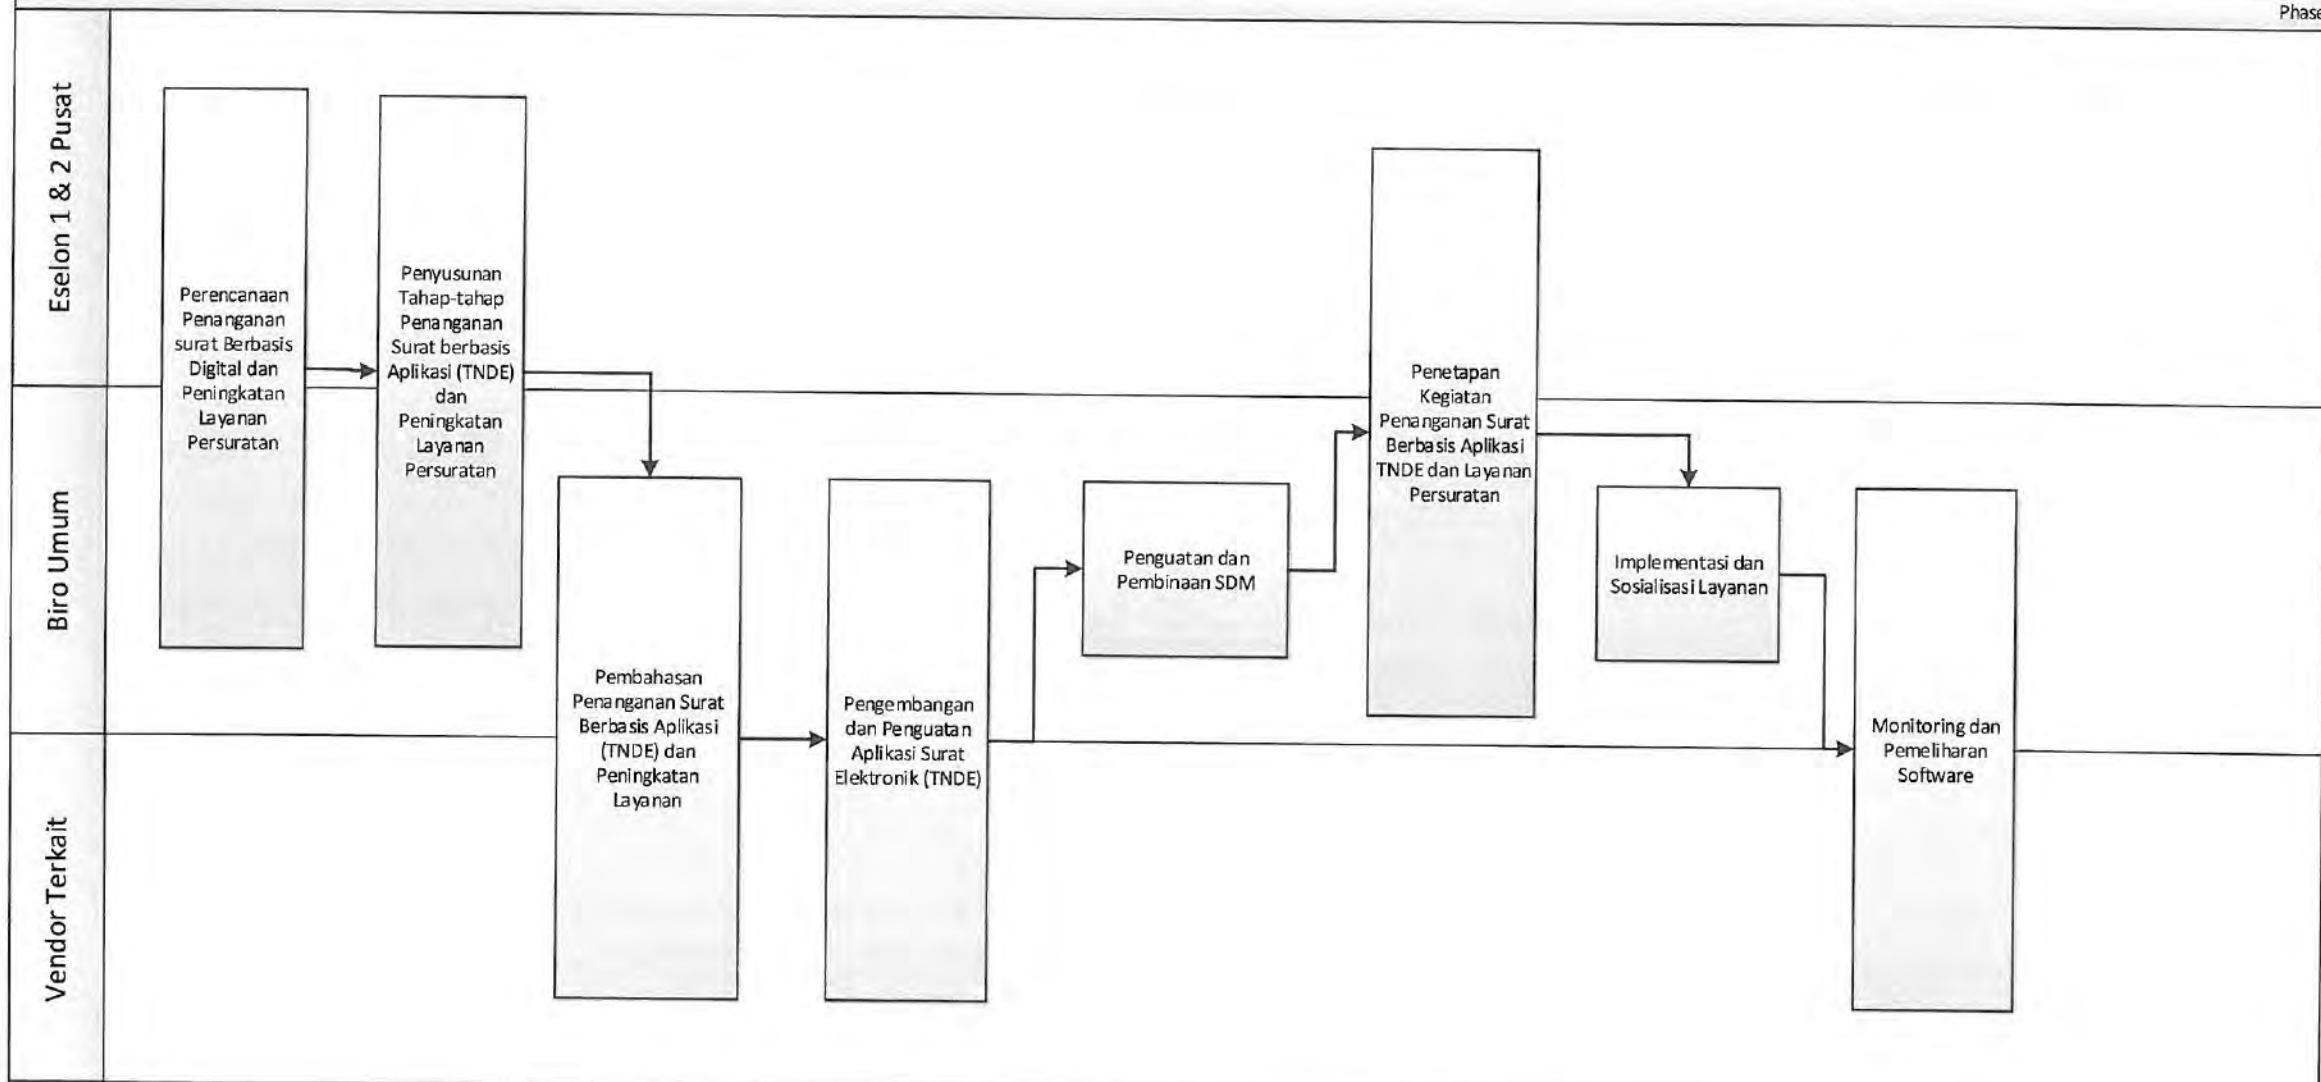 Phase
Eselon 1 & 2 Pusat
Perencanaan
Penanganan
surat Berbasis
Digital dan
Peningkatan
Layanan
Persuratan
Penyusunan
Tahap-tahap
Penanganan
Surat berbasis
Aplikasi (TNDE)
dan
Peningkatan
Layanan
Persuratan
Penetapan
Kegiatan
Penanganan Surat
Berbasis Aplikasi
TNDE dan Layanan
Persuratan
Biro Umum
Pembahasan
Penanganan Surat
Berbasis Aplikasi
(TNDE) dan
Peningkatan
Layanan
Pengembangan
dan Penguatan
Aplikasi Surat
Elektronik (TNDE)
Penguatan dan
Pembinaan SDM
Implementasi dan
Sosialisasi Layanan
Monitoring dan
Pemeliharan
Software
Vendor Terkait